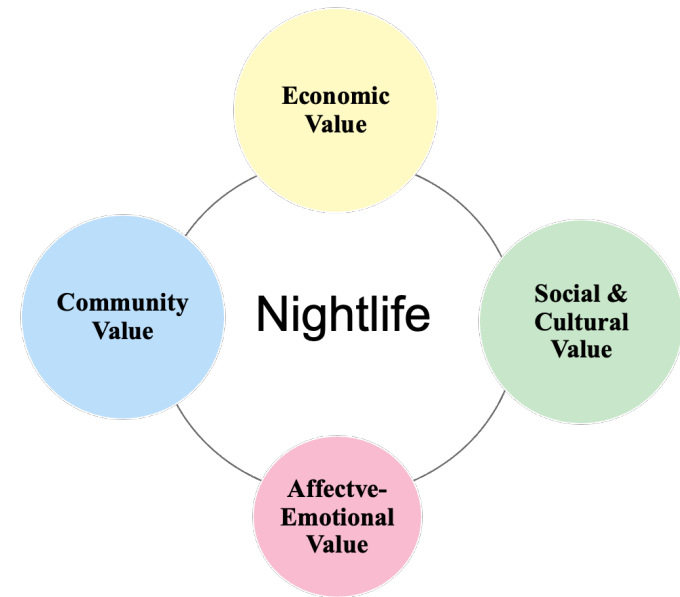 Economic
Value
Community
Value
Nightlife
Social &
Cultural
Value
Affectve-
Emotional
Value